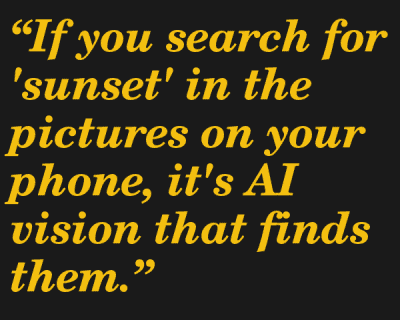 “If you search for
'sunset' in the
pictures on your
phone, it's AI
vision that finds
them.”